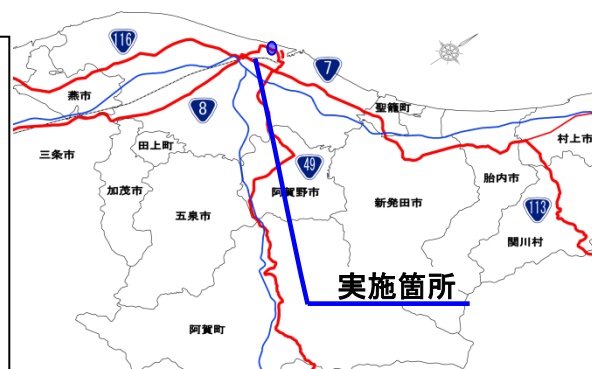 116
7
燕市
8
聖籠町
三条市
田上町
村上市
49
加茂市
阿賀野市
胎内市
五泉市
新発田市
113
関川村
実施箇所
阿賀町